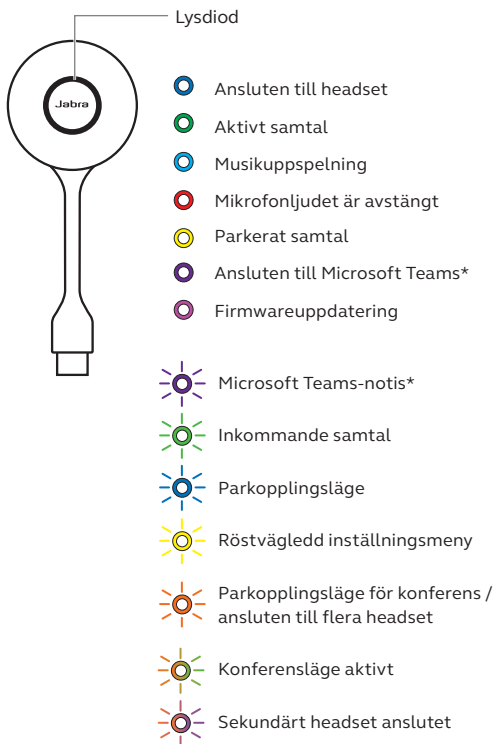 Lysdiod
Jabra
Ansluten till headset
Aktivt samtal
Musikuppspelning
Mikrofonljudet är avstängt
Parkerat samtal
Ansluten till Microsoft Teams*
Firmwareuppdatering
Microsoft Teams-notis*
Inkommande samtal
Parkopplingsläge
Röstvägledd inställningsmeny
Parkopplingsläge för konferens /
ansluten till flera headset
Konferensläge aktivt
Sekundärt headset anslutet